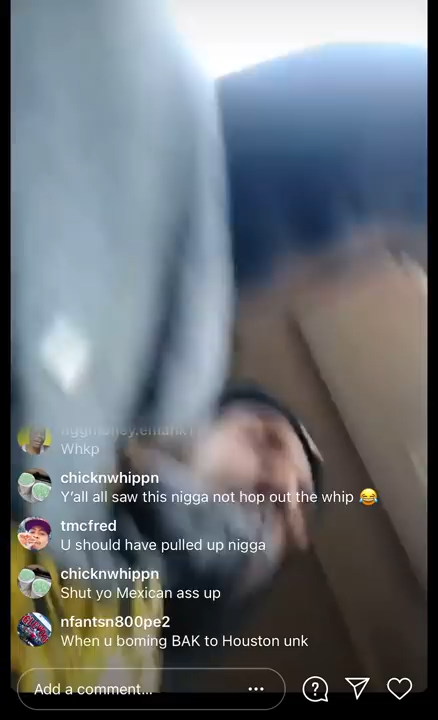 Whkp
chicknwhippn
Y'all all saw this nigga not hop out the whip 😂
tmcfred
U should have pulled up nigga
chicknwhippn
Shut yo Mexican ass up
nfantsn800pe2
When u boming BAK to Houston unk
Add a comment...